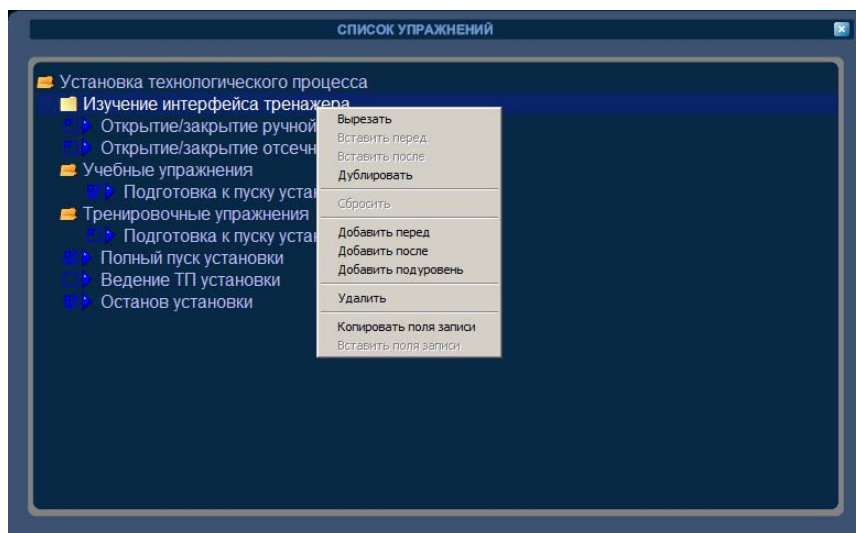 СПИСОК УПРАЖНЕНИЙ
Установка технологического процесса
Изучение интерфейса тренажера
Открытие/закрытие ручной
Открытие/закрытие отсечн
Учебные упражнения
Подготовка к пуску уста
Тренировочные упражнения
Подготовка к пуску уста
Полный пуск установки
Ведение ТП установки
Останов установки
Вырезать
Вставить перед
Вставить после
Дублировать
Сбросить
Добавить перед
Добавить после
Добавить подуровень
Удалить
Копировать поля записи
Вставить поля записи